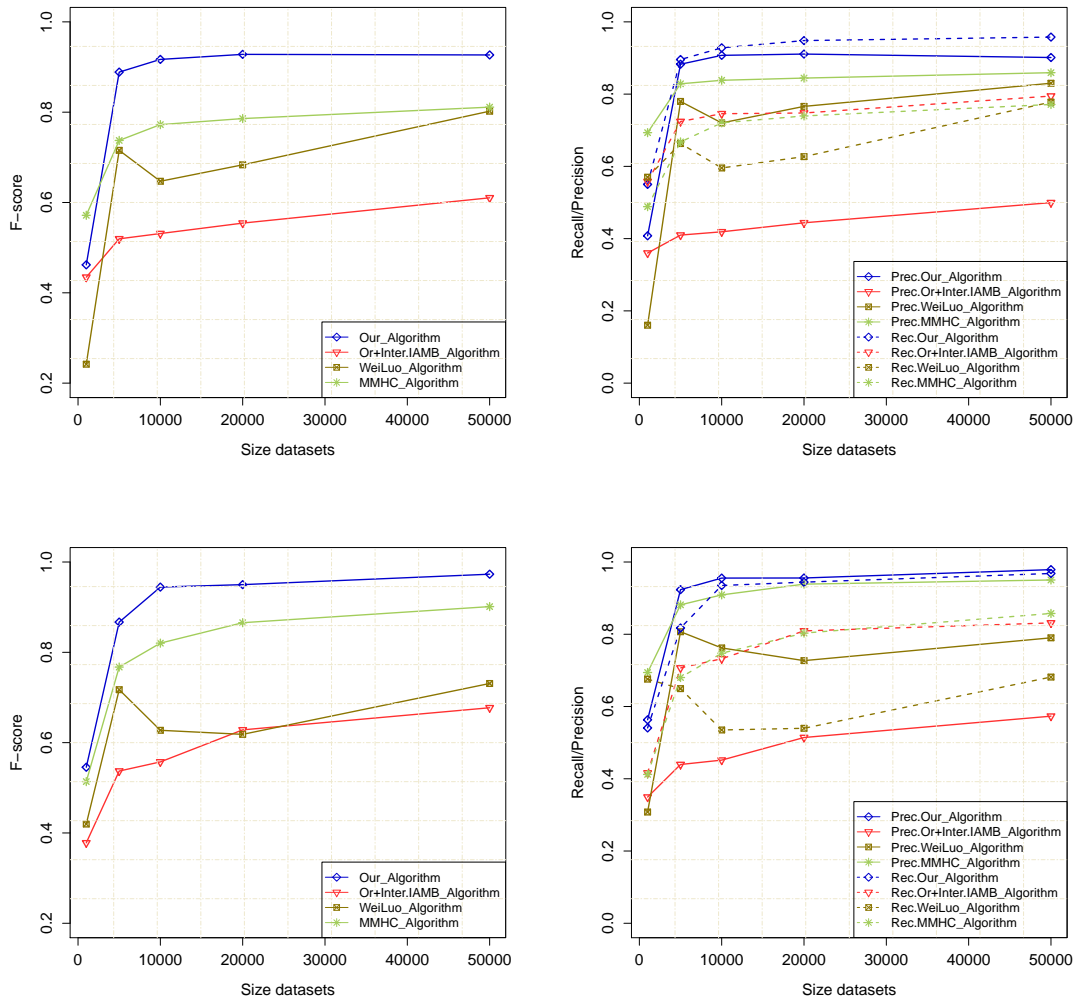 F−score
1.0
0.8
0.6
0.4
0.2
0
10000
20000
30000
40000
50000
Size datasets
Our_Algorithm
Or+Inter.IAMB_Algorithm
WeiLuo_Algorithm
MMHC_Algorithm
Recall/Precision
1.0
0.8
0.6
0.4
0.2
0.0
0
10000
20000
30000
40000
50000
Size datasets
Prec.Our_Algorithm
Prec.Or+Inter.IAMB_Algorithm
Prec.WeiLuo_Algorithm
Prec.MMHC_Algorithm
Rec.Our_Algorithm
Rec.Or+Inter.IAMB_Algorithm
Rec.WeiLuo_Algorithm
Rec.MMHC_Algorithm
F−score
1.0
0.8
0.6
0.4
0.2
0
10000
20000
30000
40000
50000
Size datasets
Our_Algorithm
Or+Inter.IAMB_Algorithm
WeiLuo_Algorithm
MMHC_Algorithm
Recall/Precision
1.0
0.8
0.6
0.4
0.2
0.0
0
10000
20000
30000
40000
50000
Size datasets
Prec.Our_Algorithm
Prec.Or+Inter.IAMB_Algorithm
Prec.WeiLuo_Algorithm
Prec.MMHC_Algorithm
Rec.Our_Algorithm
Rec.Or+Inter.IAMB_Algorithm
Rec.WeiLuo_Algorithm
Rec.MMHC_Algorithm